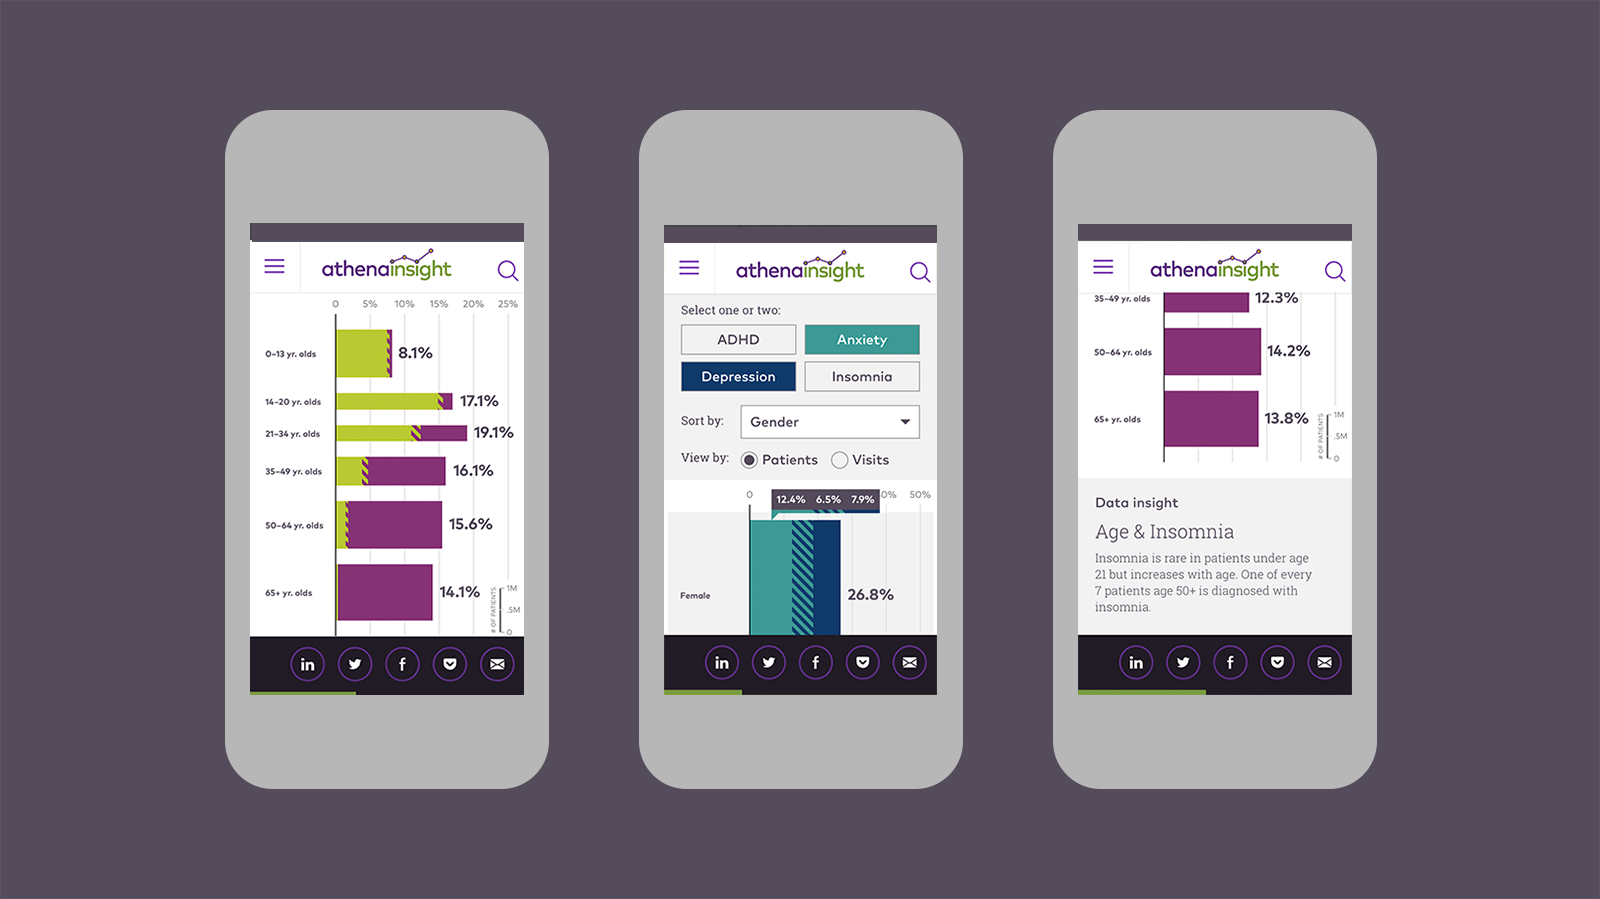 athenainsight
0 5% 10% 15% 20% 25%
0–13 yr. olds 8.1%
14–20 yr. olds 17.1%
21–34 yr. olds 19.1%
35–49 yr. olds 16.1%
50–64 yr. olds 15.6%
65+ yr. olds 14.1%
# OF PATIENTS
1M
.5M
0
in f
athenainsight
Select one or two:
ADHD Anxiety
Depression Insomnia
Sort by: Gender
View by: Patients Visits
0 12.4% 6.5% 7.9% 0% 50%
Female 26.8%
in f
athenainsight
35–49 yr. olds 12.3%
50–64 yr. olds 14.2%
65+ yr. olds 13.8%
# OF PATIENTS
1M
.5M
0
Data insight
Age & Insomnia
Insomnia is rare in patients under age
21 but increases with age. One of every
7 patients age 50+ is diagnosed with
insomnia.
in f